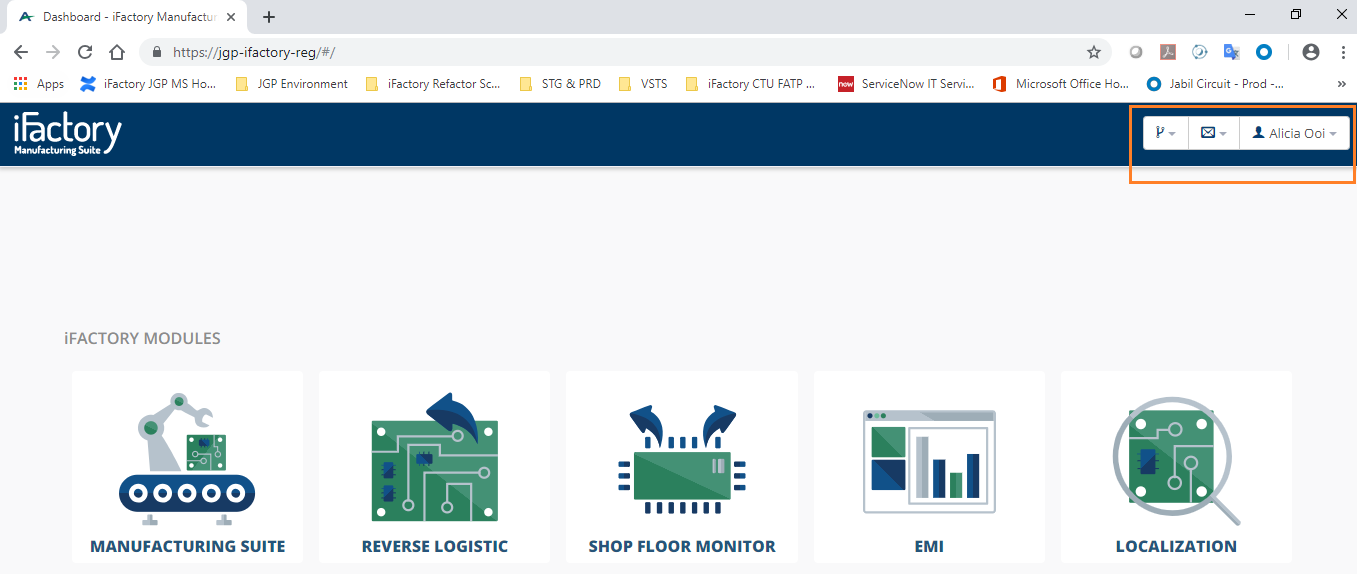 Dashboard - iFactory Manufactur
https://jgp-ifactory-reg/#/
Apps iFactory JGP MS Ho... JGP Environment iFactory Refactor Sc... STG & PRD VSTS iFactory CTU FATP ... now ServiceNow IT Servi... Microsoft Office Ho... Jabil Circuit - Prod -... »
iFactory
Manufacturing Suite
Alicia Ooi
iFACTORY MODULES
MANUFACTURING SUITE REVERSE LOGISTIC SHOP FLOOR MONITOR EMI LOCALIZATION